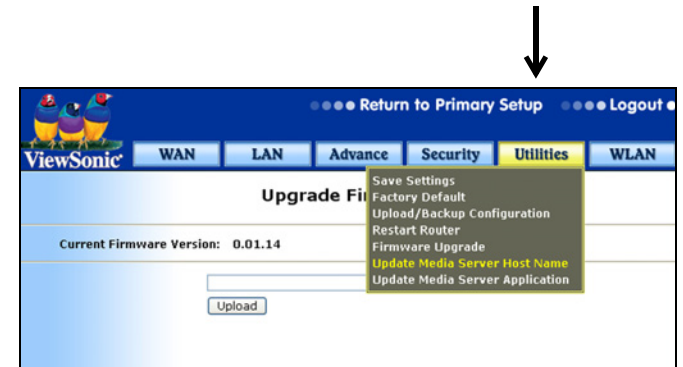 Return to Primary Setup Logout
ViewSonic WAN LAN Advance Security Utilities WLAN
Upgrade Fi
Save Settings
Factory Default
Upload/Backup Configuration
Restart Router
Firmware Upgrade
Update Media Server Host Name
Update Media Server Application
Current Firmware Version: 0.01.14
Upload